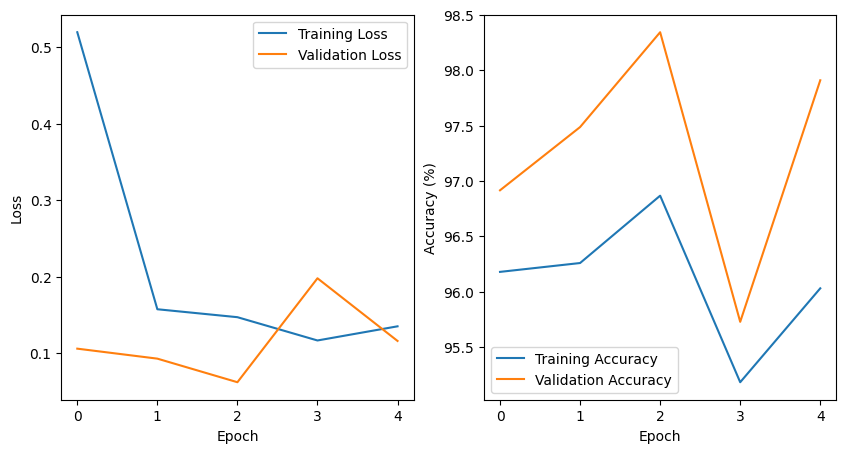 Training Loss
Validation Loss
0.5
0.4
0.3
0.2
0.1
Loss
0 1 2 3 4
Epoch
98.5
98.0
97.5
97.0
96.5
96.0
95.5
Accuracy (%)
Training Accuracy
Validation Accuracy
0 1 2 3 4
Epoch